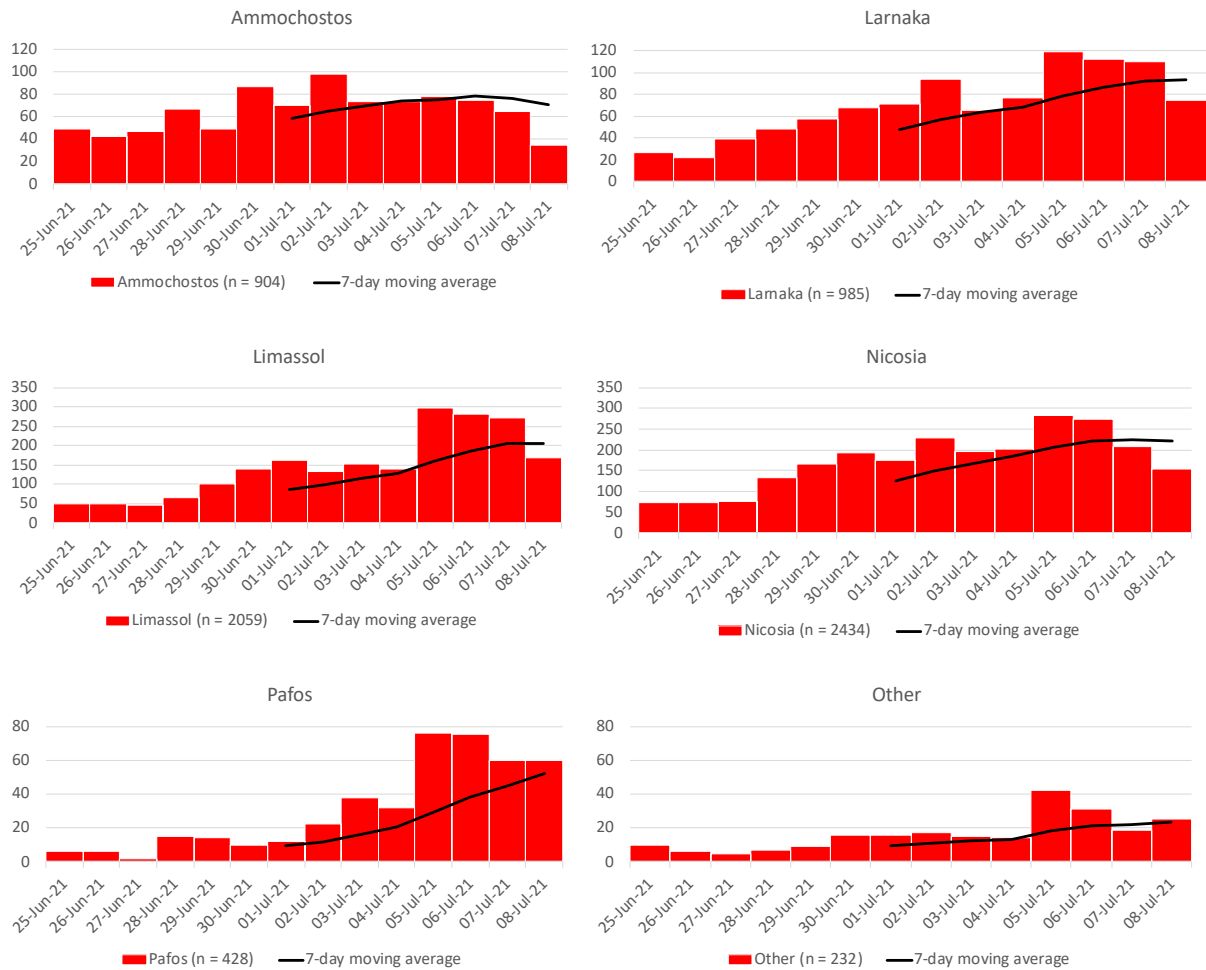 Ammochostos
120
100
80
60
40
20
0
25-Jun-21 26-Jun-21 27-Jun-21 28-Jun-21 29-Jun-21 30-Jun-21 01-Jul-21 02-Jul-21 03-Jul-21 04-Jul-21 05-Jul-21 06-Jul-21 07-Jul-21 08-Jul-21
Ammochostos (n = 904) 7-day moving average
Larnaka
120
100
80
60
40
20
0
25-Jun-21 26-Jun-21 27-Jun-21 28-Jun-21 29-Jun-21 30-Jun-21 01-Jul-21 02-Jul-21 03-Jul-21 04-Jul-21 05-Jul-21 06-Jul-21 07-Jul-21 08-Jul-21
Larnaka (n = 985) 7-day moving average
Limassol
350
300
250
200
150
100
50
0
25-Jun-21 26-Jun-21 27-Jun-21 28-Jun-21 29-Jun-21 30-Jun-21 01-Jul-21 02-Jul-21 03-Jul-21 04-Jul-21 05-Jul-21 06-Jul-21 07-Jul-21 08-Jul-21
Limassol (n = 2059) 7-day moving average
Nicosia
350
300
250
200
150
100
50
0
25-Jun-21 26-Jun-21 27-Jun-21 28-Jun-21 29-Jun-21 30-Jun-21 01-Jul-21 02-Jul-21 03-Jul-21 04-Jul-21 05-Jul-21 06-Jul-21 07-Jul-21 08-Jul-21
Nicosia (n = 2434) 7-day moving average
Pafos
80
60
40
20
0
25-Jun-21 26-Jun-21 27-Jun-21 28-Jun-21 29-Jun-21 30-Jun-21 01-Jul-21 02-Jul-21 03-Jul-21 04-Jul-21 05-Jul-21 06-Jul-21 07-Jul-21 08-Jul-21
Pafos (n = 428) 7-day moving average
Other
80
60
40
20
0
25-Jun-21 26-Jun-21 27-Jun-21 28-Jun-21 29-Jun-21 30-Jun-21 01-Jul-21 02-Jul-21 03-Jul-21 04-Jul-21 05-Jul-21 06-Jul-21 07-Jul-21 08-Jul-21
Other (n = 232) 7-day moving average